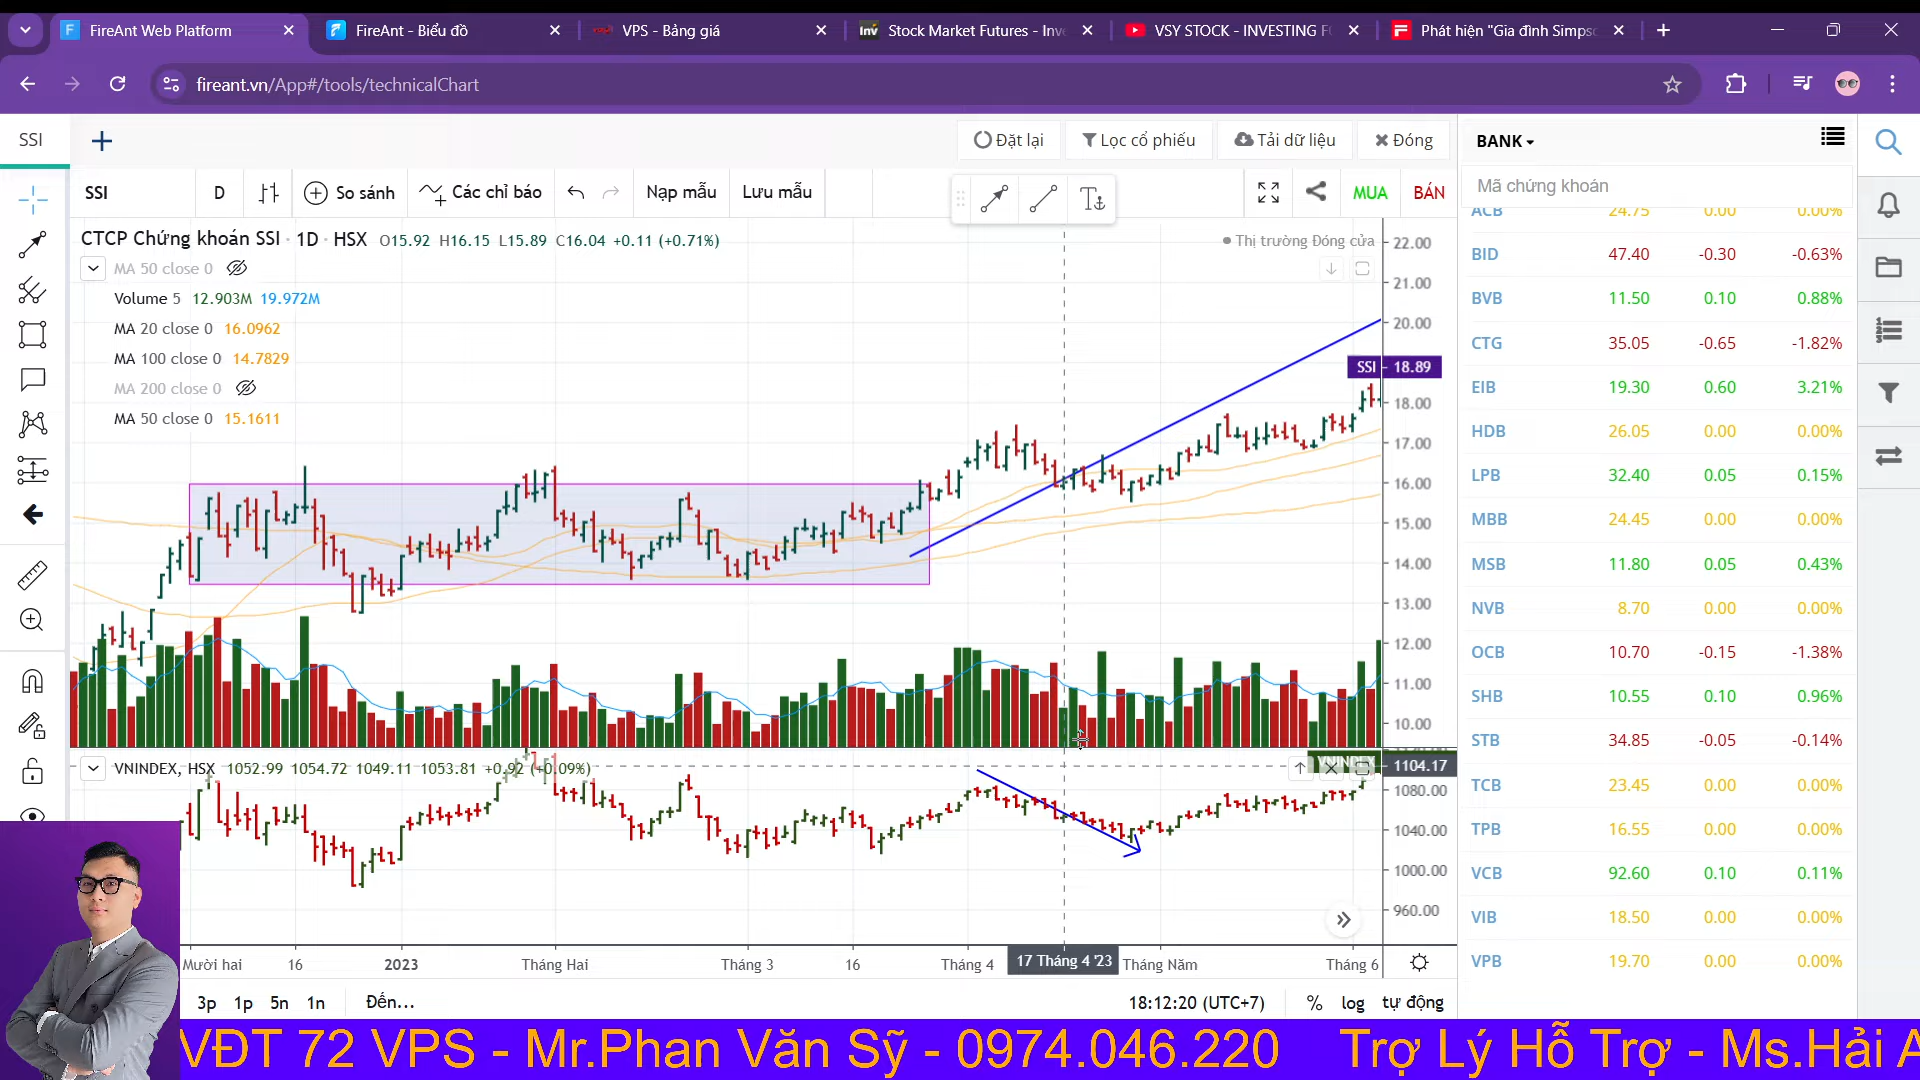 FireAnt Web Platform
FireAnt - Biểu đồ
VPS - Bảng giá
Stock Market Futures - Inve
VSY STOCK - INVESTING F
Phát hiện "Gia đình Simpso
fireant.vn/App#/tools/technicalChart
SSI
Đặt lại
Lọc cổ phiếu
Tải dữ liệu
Đóng
SSI
D
So sánh
Các chỉ báo
Nạp mẫu
Lưu mẫu
MUA
BÁN
CTCP Chứng khoán SSI · 1D · HSX O15.92 H16.15 L15.89 C16.04 +0.11 (+0.71%)
Thị trường Đóng cửa
MA 50 close 0
Volume 5 12.903M 19.972M
MA 20 close 0 16.0962
MA 100 close 0 14.7829
MA 200 close 0
MA 50 close 0 15.1611
22.00
21.00
20.00
SSI 18.89
18.00
17.00
16.00
15.00
14.00
13.00
12.00
11.00
10.00
VNINDEX, HSX 1052.99 1054.72 1049.11 1053.81 +0.92 (+0.09%)
VNINDEX
1104.17
1080.00
1040.00
1000.00
960.00
Mười hai
16
2023
Tháng Hai
Tháng 3
16
Tháng 4
17 Tháng 4 '23
Tháng Năm
Tháng 6
3p 1p 5n 1n Đến...
18:12:20 (UTC+7) % log tự động
BANK
Mã chứng khoán
ACB 24.75 0.00 0.00%
BID 47.40 -0.30 -0.63%
BVB 11.50 0.10 0.88%
CTG 35.05 -0.65 -1.82%
EIB 19.30 0.60 3.21%
HDB 26.05 0.00 0.00%
LPB 32.40 0.05 0.15%
MBB 24.45 0.00 0.00%
MSB 11.80 0.05 0.43%
NVB 8.70 0.00 0.00%
OCB 10.70 -0.15 -1.38%
SHB 10.55 0.10 0.96%
STB 34.85 -0.05 -0.14%
TCB 23.45 0.00 0.00%
TPB 16.55 0.00 0.00%
VCB 92.60 0.10 0.11%
VIB 18.50 0.00 0.00%
VPB 19.70 0.00 0.00%
VĐT 72 VPS - Mr.Phan Văn Sỹ - 0974.046.220 Trợ Lý Hỗ Trợ - Ms.Hải A